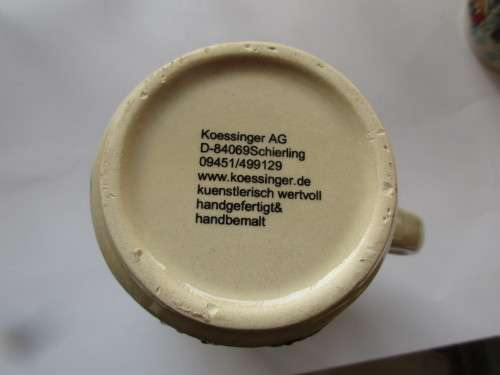 Koessinger AG
D-84069Schierling
09451/499129
www.koessinger.de
kuenstlerisch wertvoll
handgefertigt&
handbemalt